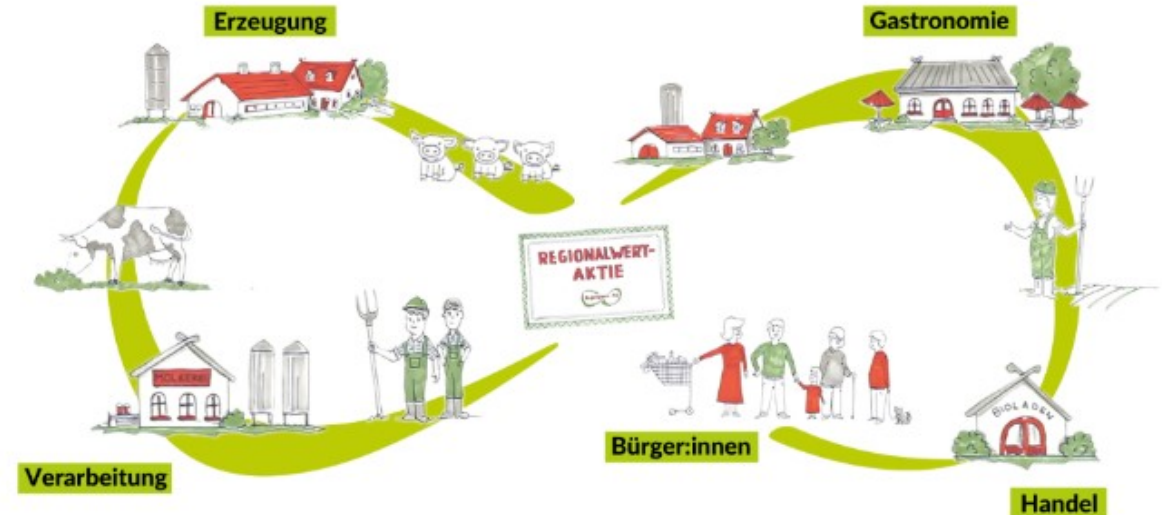 Erzeugung
Gastronomie
REGIONALWERT-
AKTIE
MOLKEREI
BIOLADEN
Bürger:innen
Verarbeitung
Handel